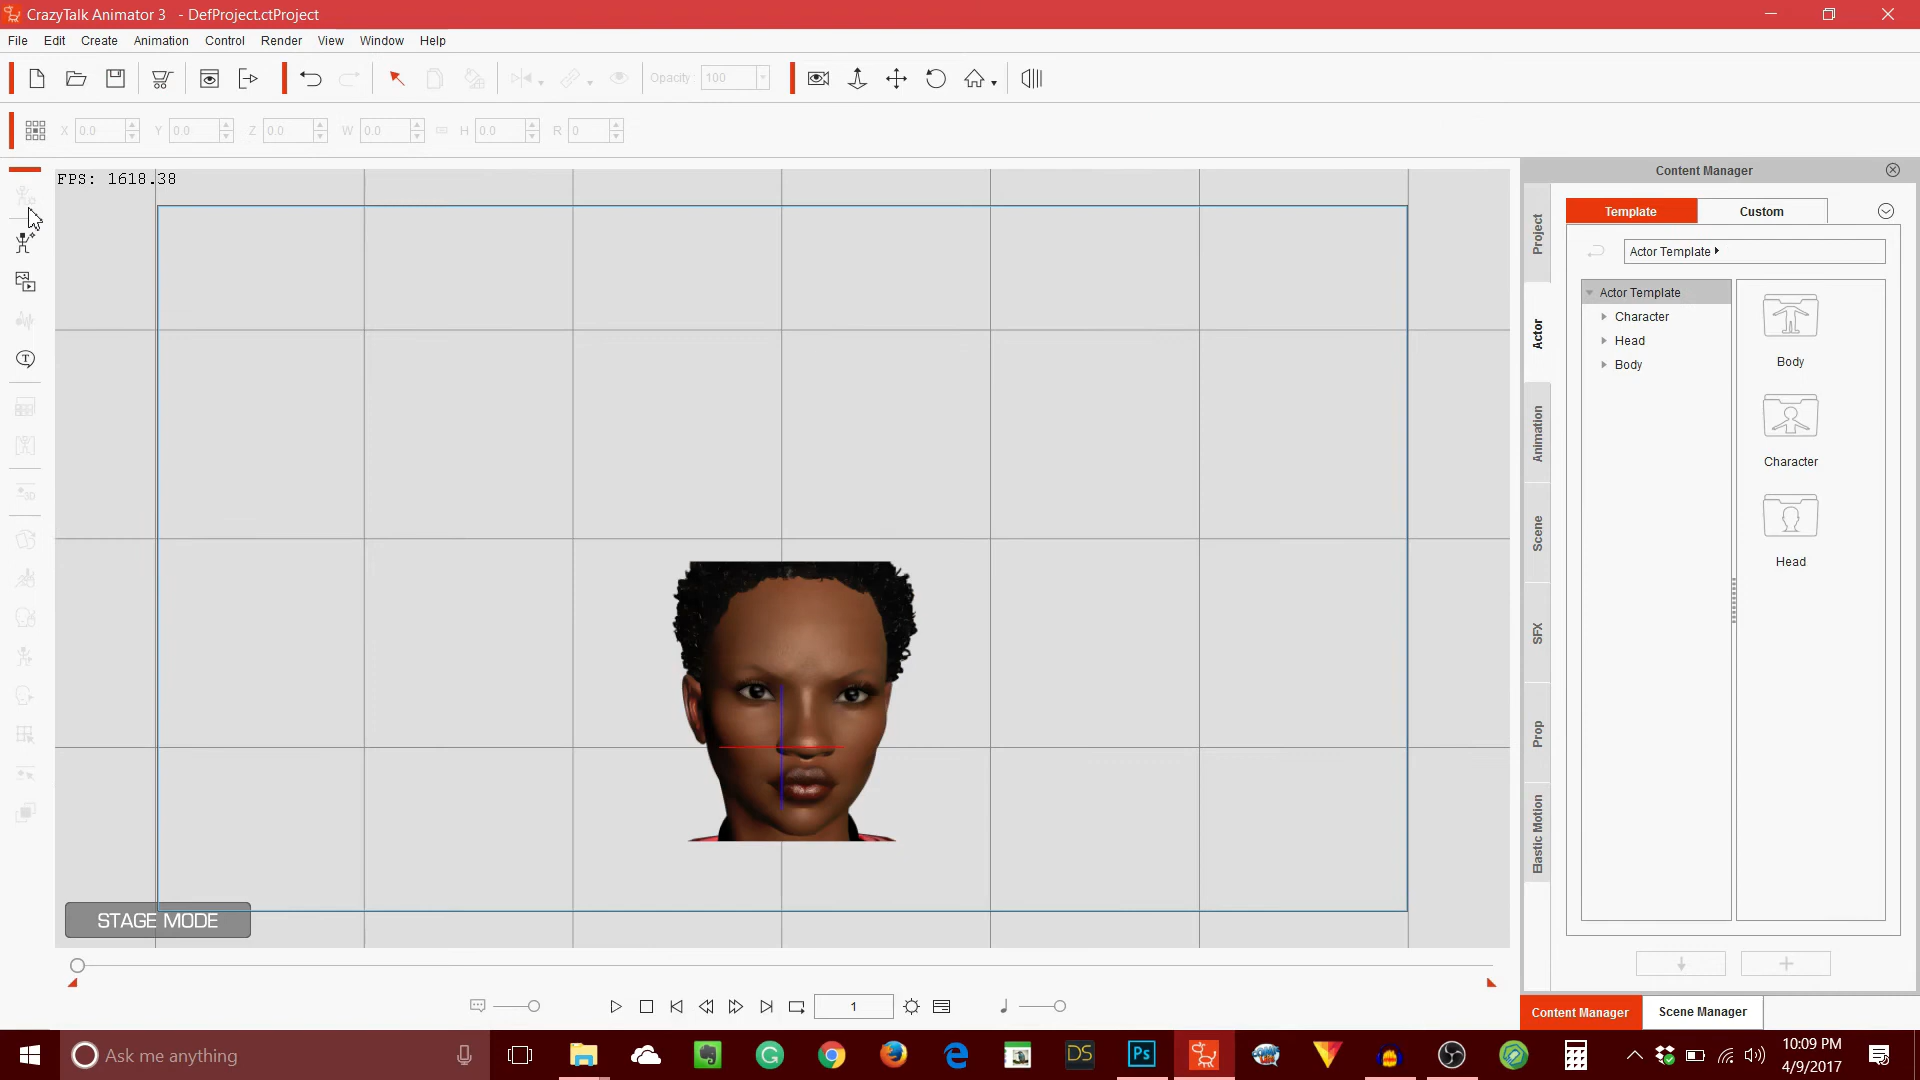 CrazyTalk Animator 3 - DefProject.ctProject
File Edit Create Animation Control Render View Window Help
Opacity: 100
X 0.0 Y 0.0 Z 0.0 W 0.0 H 0.0 R 0
FPS: 1618.38
STAGE MODE
1
Content Manager
Template Custom
Actor Template
Actor Template
Character
Head
Body
Body
Character
Head
Project
Actor
Animation
Scene
SFX
Prop
Elastic Motion
Content Manager Scene Manager
Ask me anything
DS
Ps
10:09 PM
4/9/2017